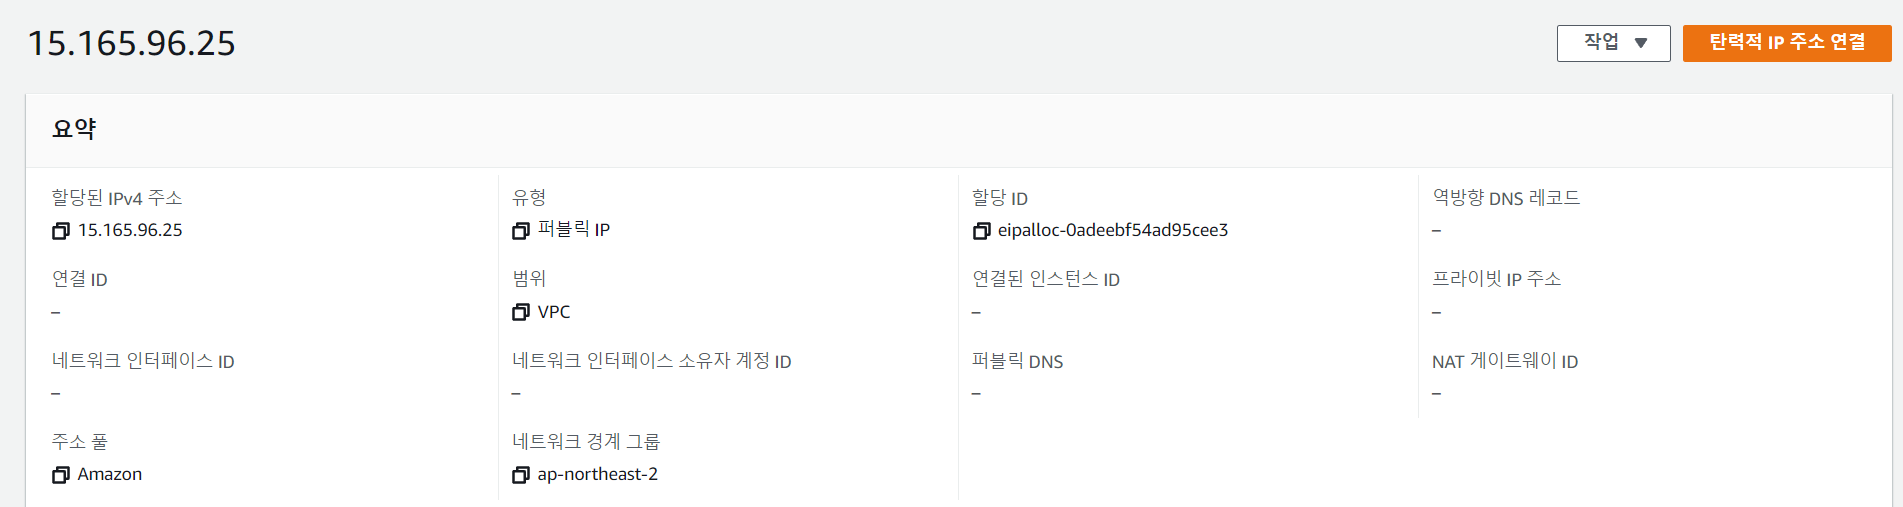 15.165.96.25
작업 ▼
탄력적 IP 주소 연결
요약
할당된 IPv4 주소
15.165.96.25
유형
퍼블릭 IP
할당 ID
eipalloc-0adeebf54ad95cee3
역방향 DNS 레코드
–
연결 ID
–
범위
VPC
연결된 인스턴스 ID
–
프라이빗 IP 주소
–
네트워크 인터페이스 ID
–
네트워크 인터페이스 소유자 계정 ID
–
퍼블릭 DNS
–
NAT 게이트웨이 ID
–
주소 풀
Amazon
네트워크 경계 그룹
ap-northeast-2